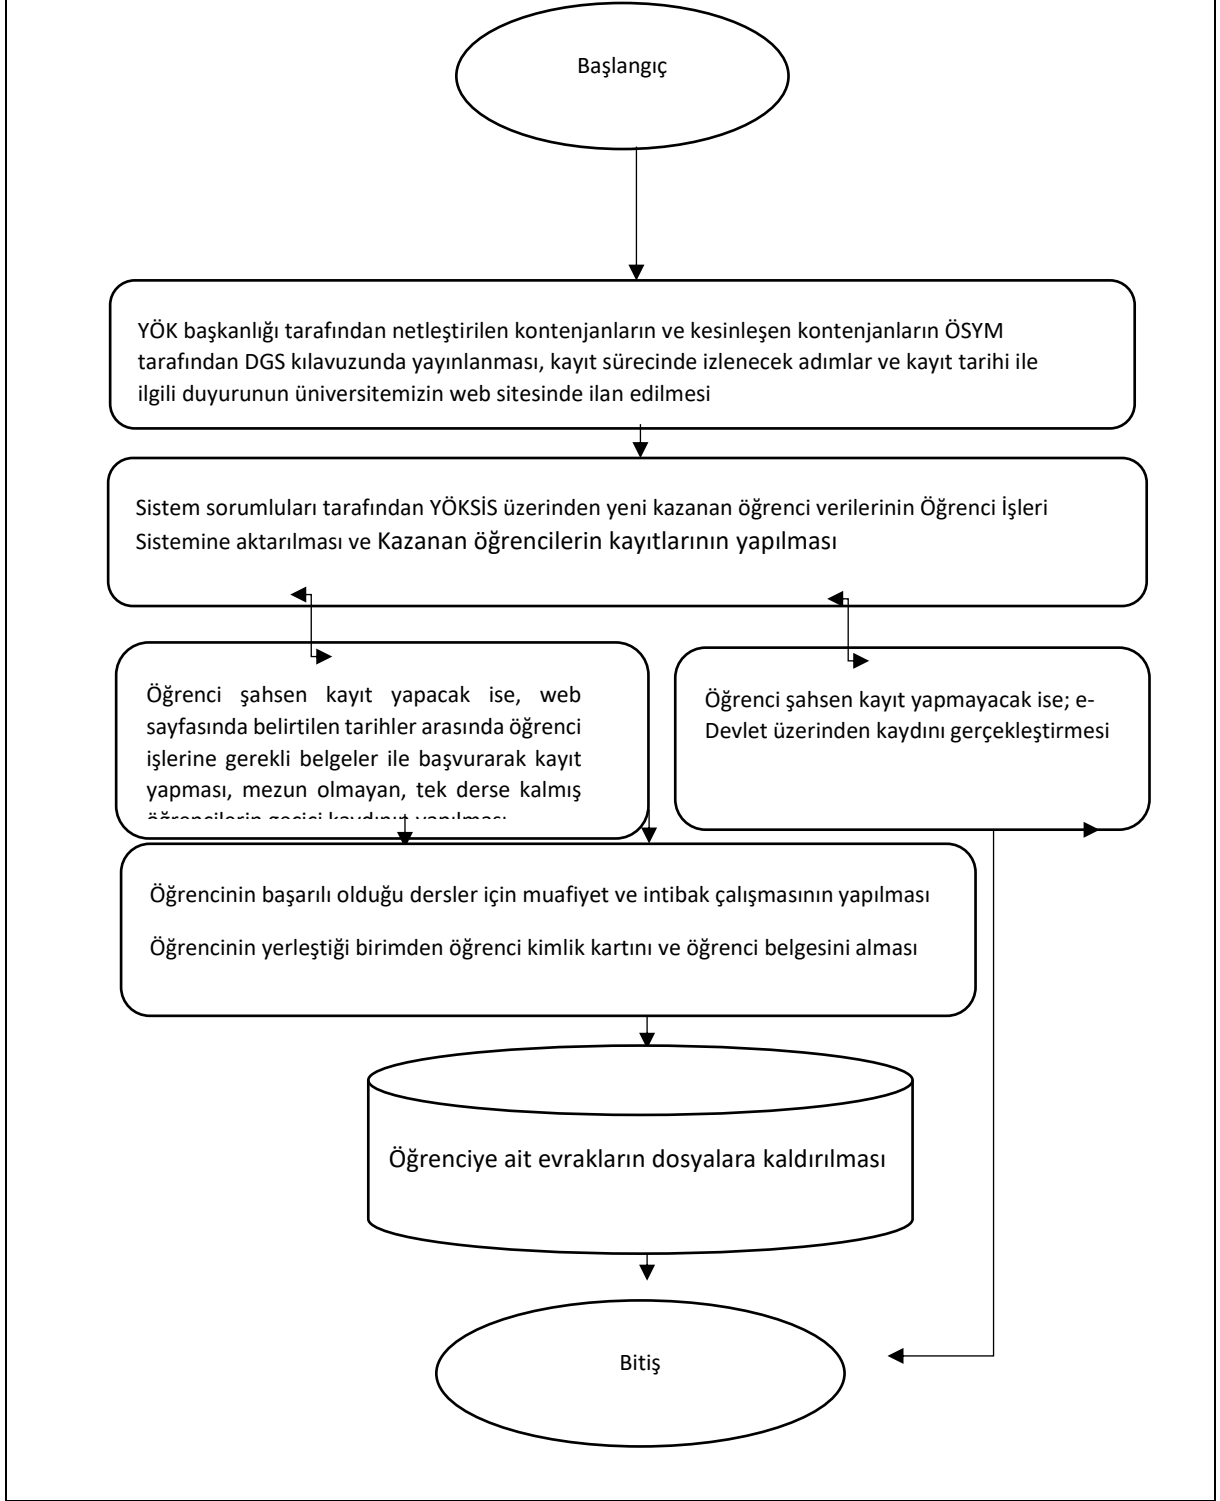 Başlangıç
YÖK başkanlığı tarafından netleştirilen kontenjanların ve kesinleşen kontenjanların ÖSYM
tarafından DGS kılavuzunda yayınlanması, kayıt sürecinde izlenecek adımlar ve kayıt tarihi ile
ilgili duyurunun üniversitemizin web sitesinde ilan edilmesi
Sistem sorumluları tarafından YÖKSİS üzerinden yeni kazanan öğrenci verilerinin Öğrenci İşleri
Sistemine aktarılması ve Kazanan öğrencilerin kayıtlarının yapılması
Öğrenci şahsen kayıt yapacak ise, web
sayfasında belirtilen tarihler arasında öğrenci
işlerine gerekli belgeler ile başvurarak kayıt
yapması, mezun olmayan, tek derse kalmış
öğrencilerin geçici kaydının yapılması
Öğrenci şahsen kayıt yapmayacak ise; e-
Devlet üzerinden kaydını gerçekleştirmesi
Öğrencinin başarılı olduğu dersler için muafiyet ve intibak çalışmasının yapılması
Öğrencinin yerleştiği birimden öğrenci kimlik kartını ve öğrenci belgesini alması
Öğrenciye ait evrakların dosyalara kaldırılması
Bitiş